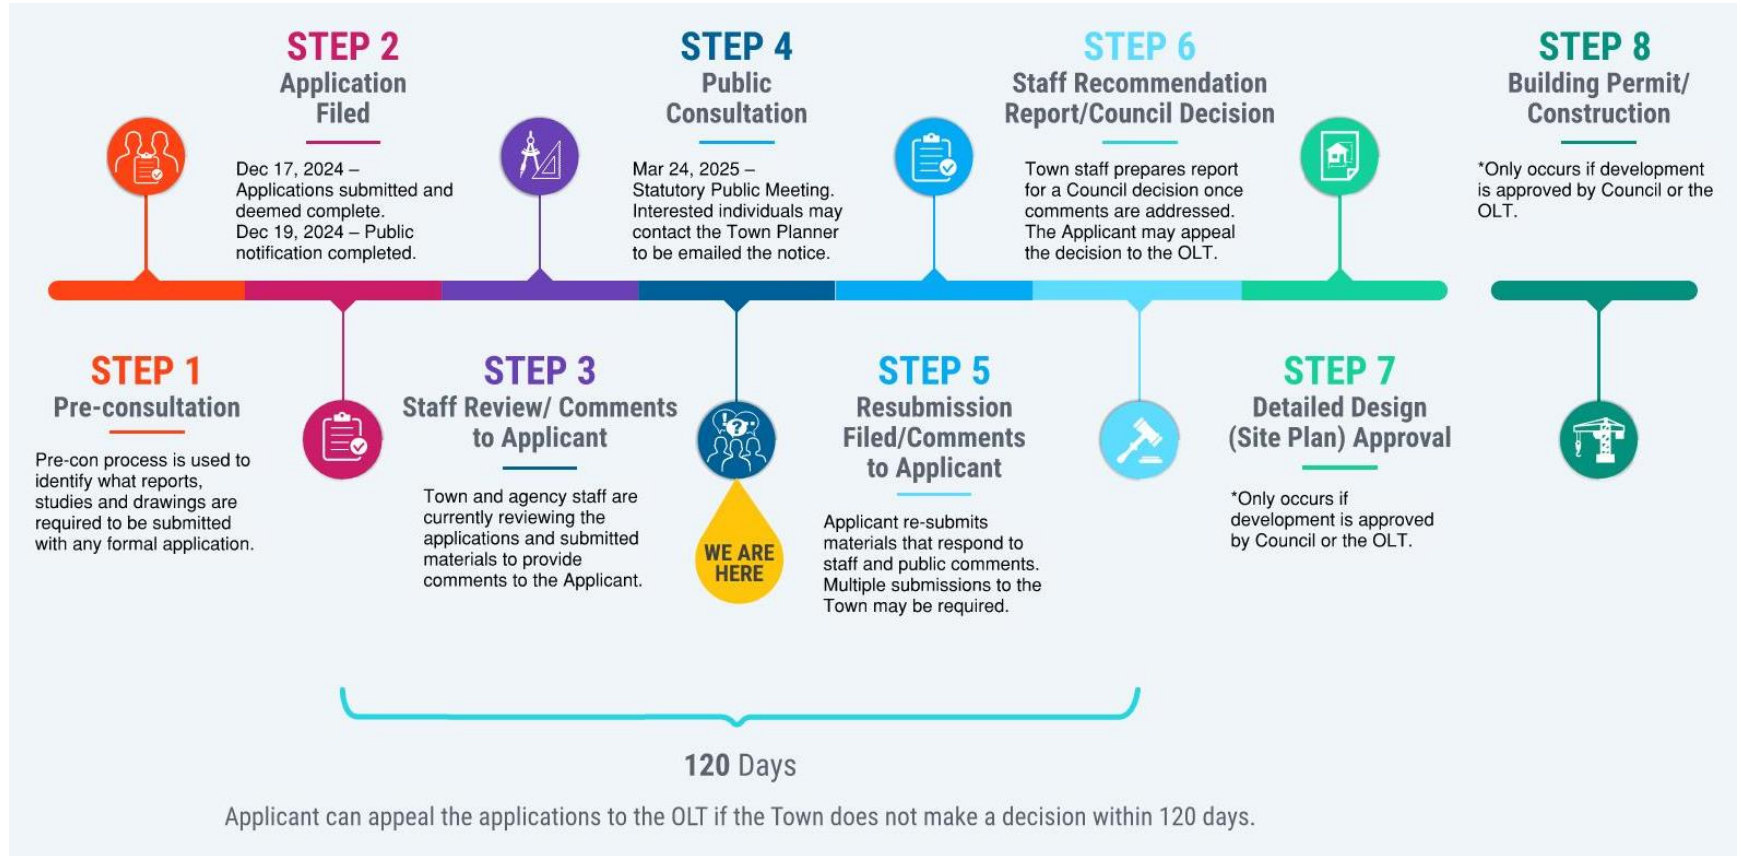 STEP 1
Pre-consultation
Pre-con process is used to
identify what reports,
studies and drawings are
required to be submitted
with any formal application.
STEP 2
Application
Filed
Dec 17, 2024 –
Applications submitted and
deemed complete.
Dec 19, 2024 – Public
notification completed.
STEP 3
Staff Review/ Comments
to Applicant
Town and agency staff are
currently reviewing the
applications and submitted
materials to provide
comments to the Applicant.
STEP 4
Public
Consultation
Mar 24, 2025 –
Statutory Public Meeting.
Interested individuals may
contact the Town Planner
to be emailed the notice.
WE ARE
HERE
STEP 5
Resubmission
Filed/Comments
to Applicant
Applicant re-submits
materials that respond to
staff and public comments.
Multiple submissions to the
Town may be required.
STEP 6
Staff Recommendation
Report/Council Decision
Town staff prepares report
for a Council decision once
comments are addressed.
The Applicant may appeal
the decision to the OLT.
STEP 7
Detailed Design
(Site Plan) Approval
*Only occurs if
development is approved
by Council or the OLT.
STEP 8
Building Permit/
Construction
*Only occurs if development
is approved by Council or the
OLT.
120 Days
Applicant can appeal the applications to the OLT if the Town does not make a decision within 120 days.